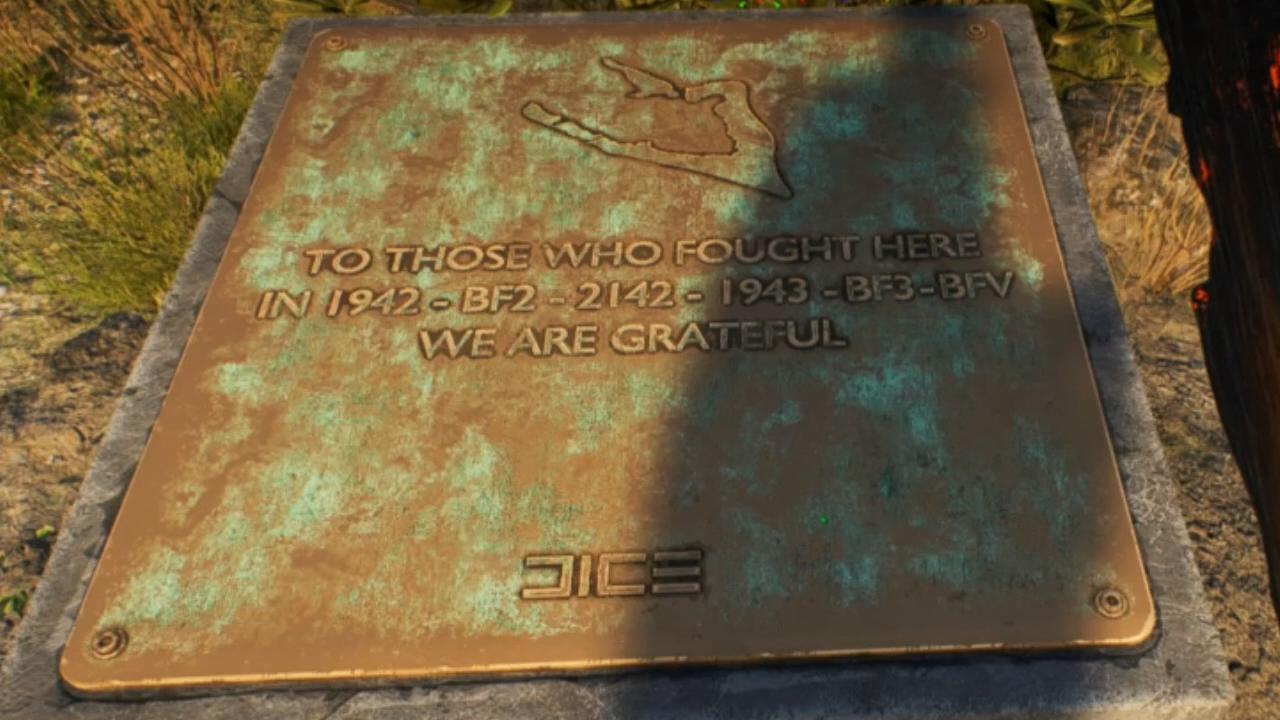 TO THOSE WHO FOUGHT HERE
IN 1942 - BF2 - 2142 - 1943 - BF3-BFV
WE ARE GRATEFUL
DICE